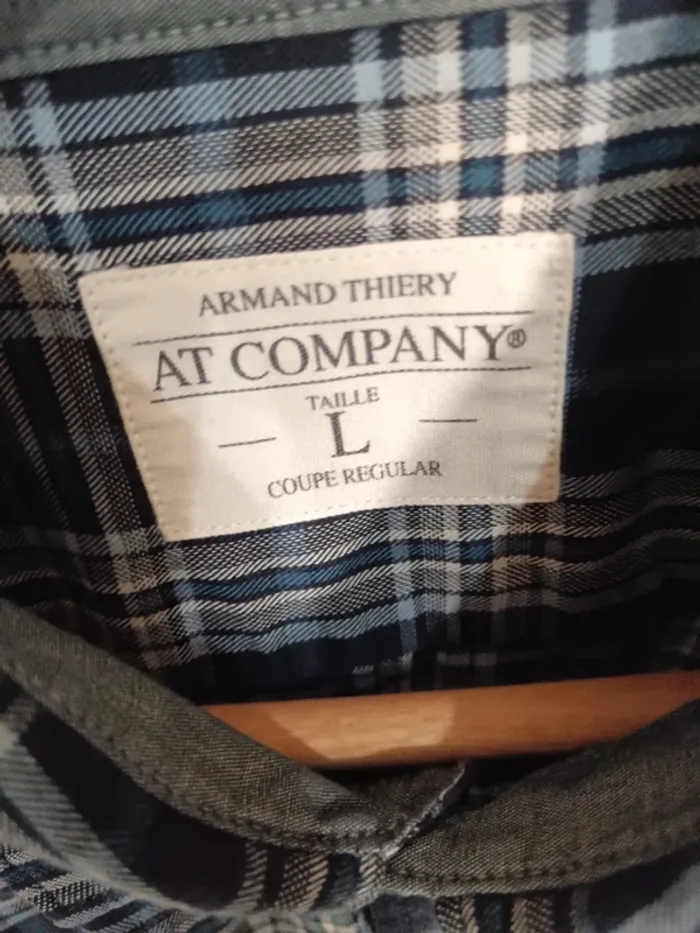 ARMAND THIERY
AT COMPANY®
TAILLE
L
COUPE REGULAR